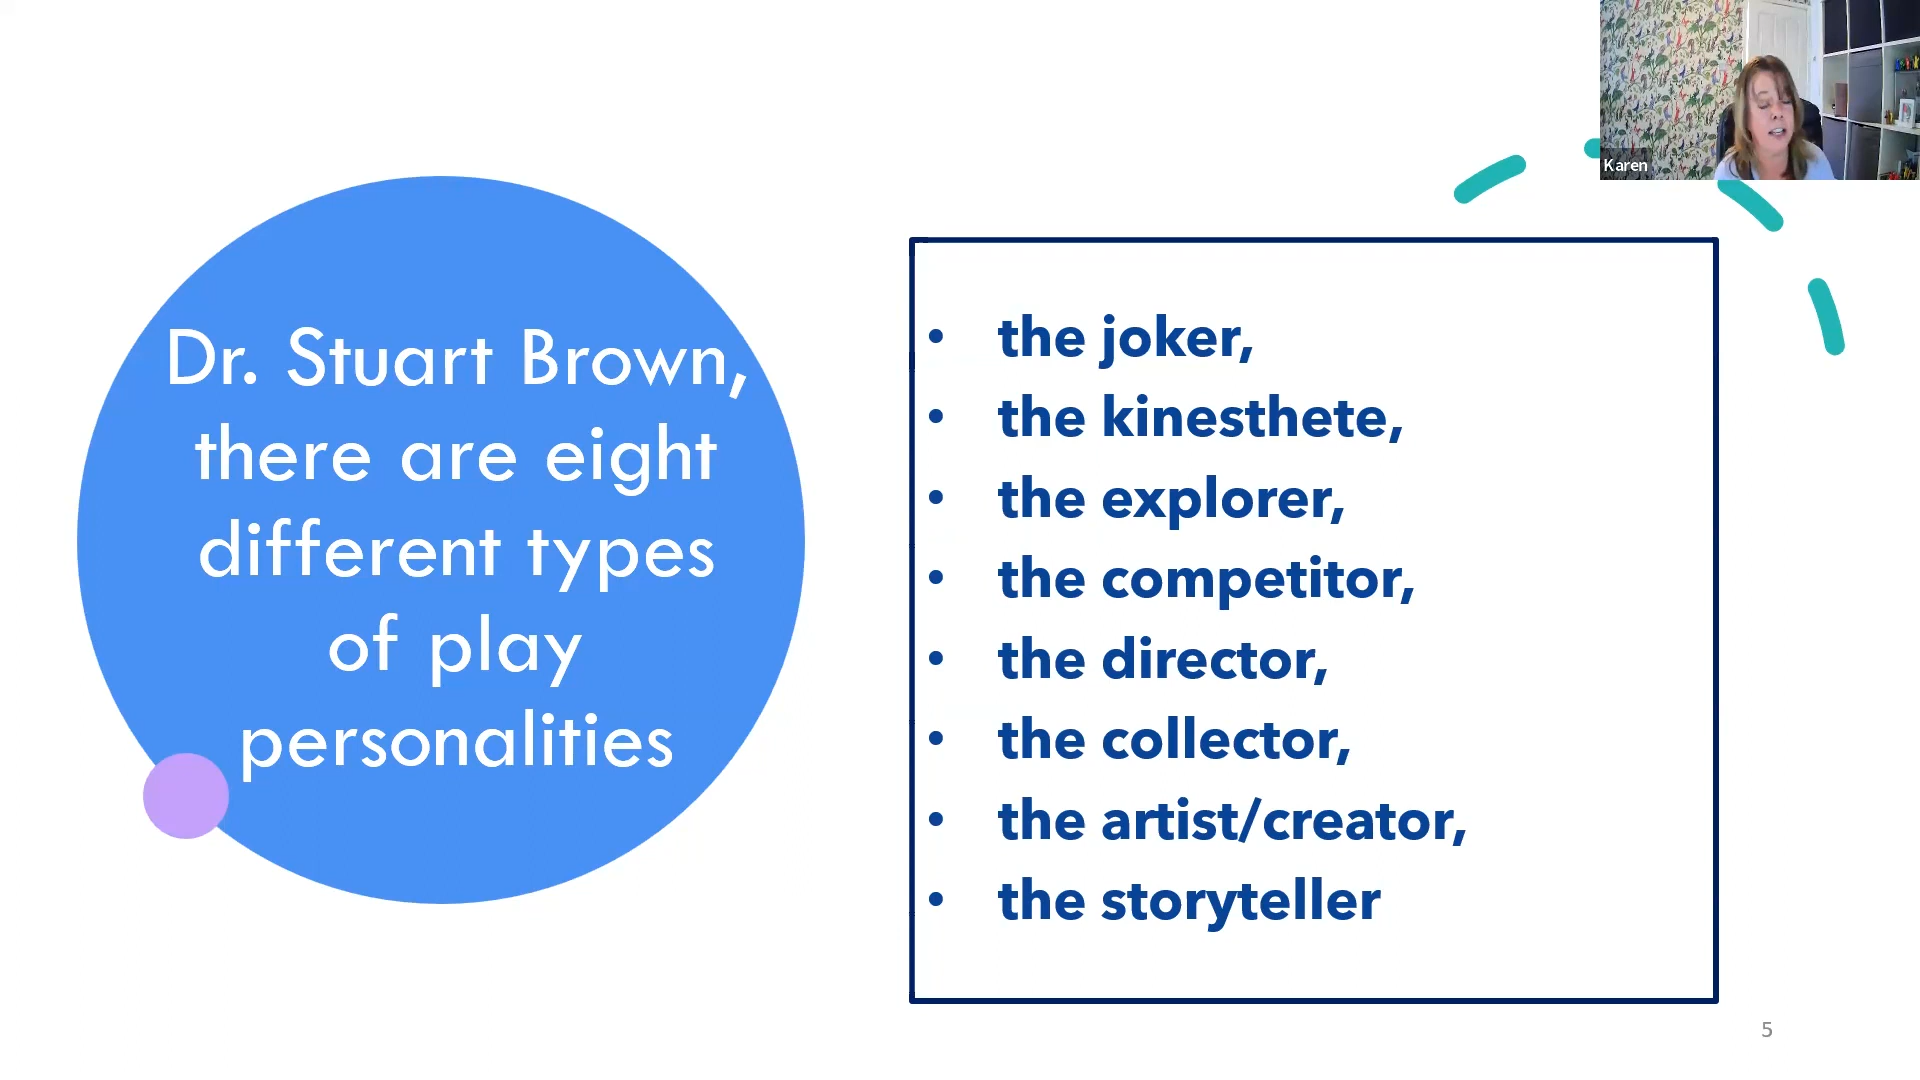 Karen
Dr. Stuart Brown,
there are eight
different types
of play
personalities
• the joker,
• the kinesthete,
• the explorer,
• the competitor,
• the director,
• the collector,
• the artist/creator,
• the storyteller
5